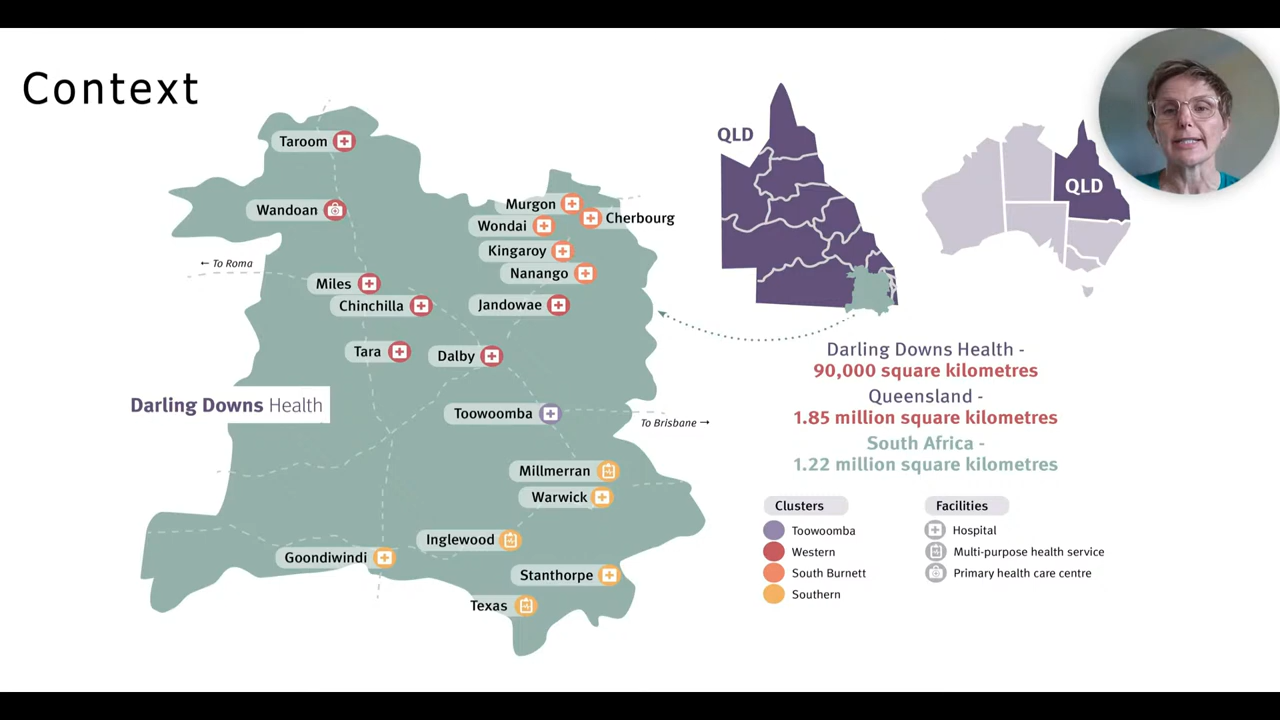 Context
Taroom
Wandoan
← To Roma
Miles
Chinchilla
Tara
Dalby
Murgon
Cherbourg
Wondai
Kingaroy
Nanango
Jandowae
Darling Downs Health
Toowoomba
To Brisbane →
Millmerran
Warwick
Inglewood
Goondiwindi
Stanthorpe
Texas
QLD
QLD
Darling Downs Health -
90,000 square kilometres
Queensland -
1.85 million square kilometres
South Africa -
1.22 million square kilometres
Clusters
Toowoomba
Western
South Burnett
Southern
Facilities
Hospital
Multi-purpose health service
Primary health care centre